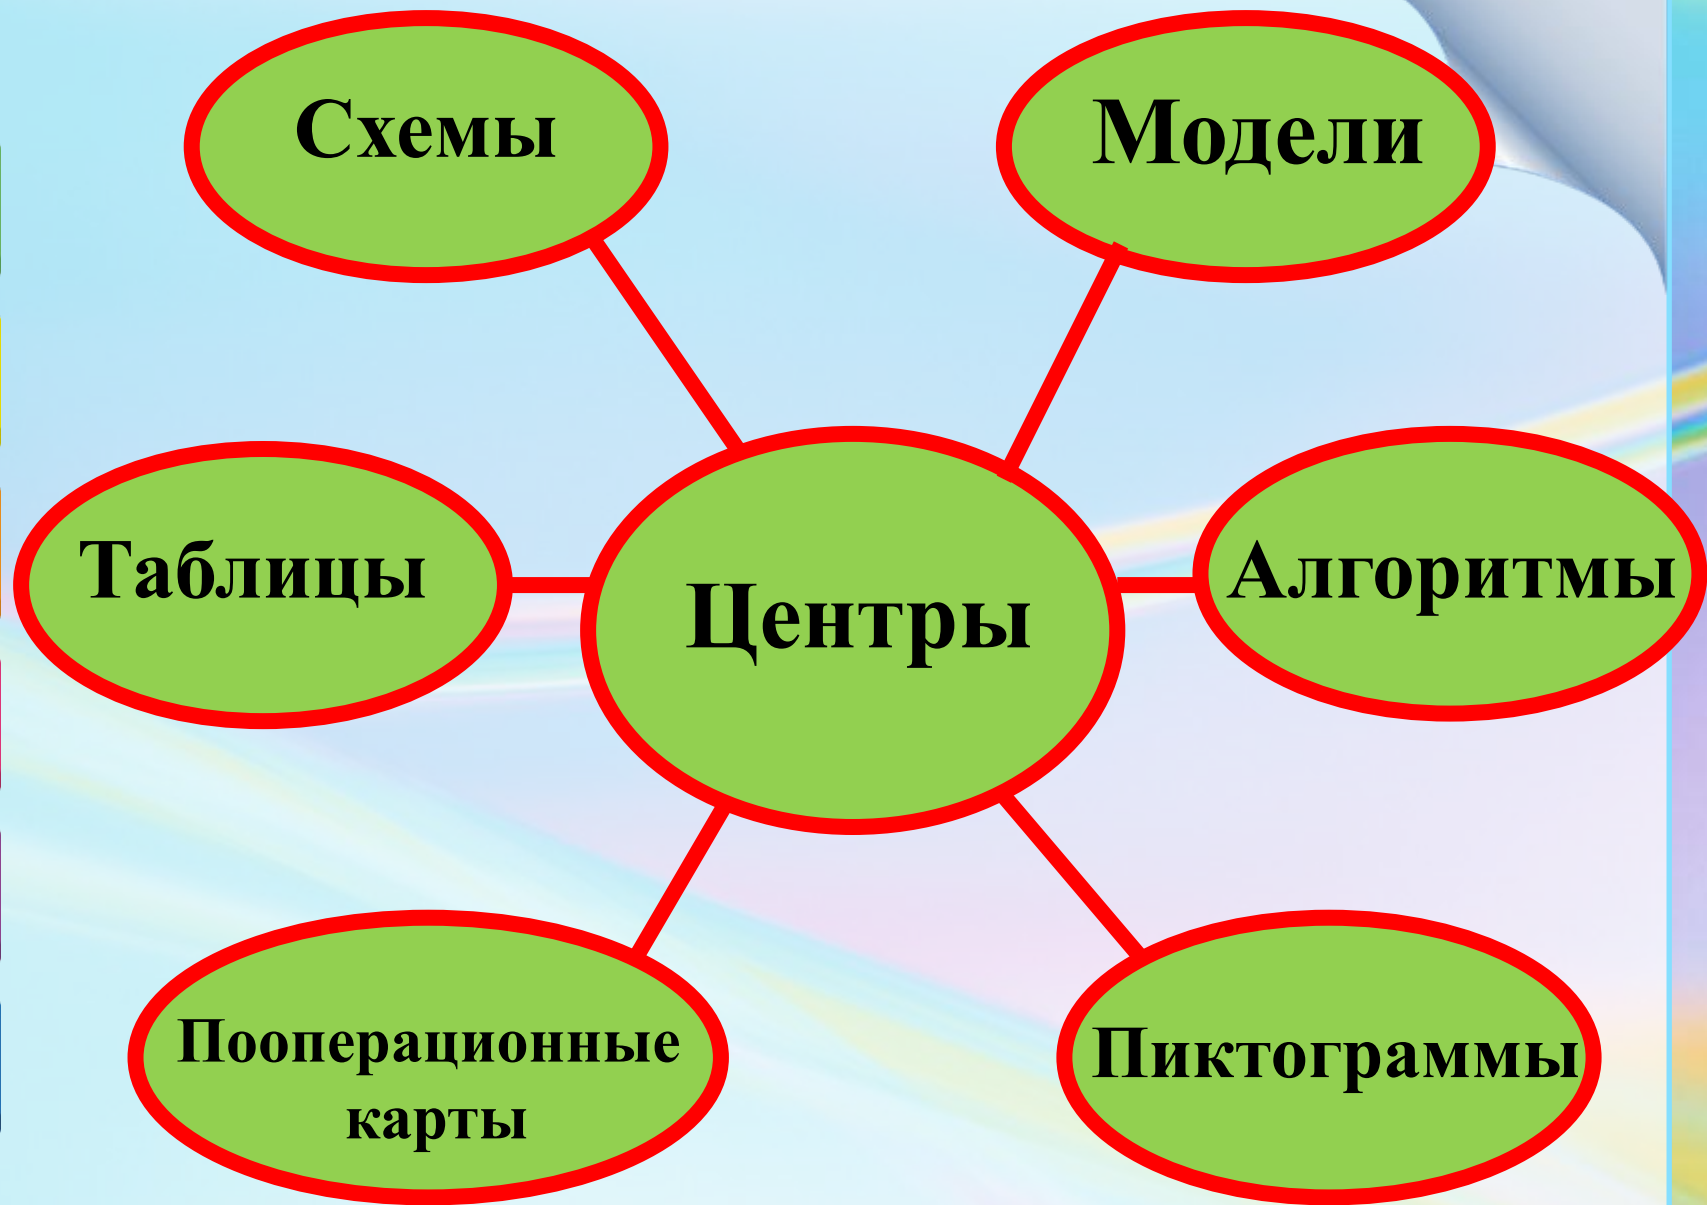 Схемы
Модели
Таблицы
Центры
Алгоритмы
Пооперационные
карты
Пиктограммы